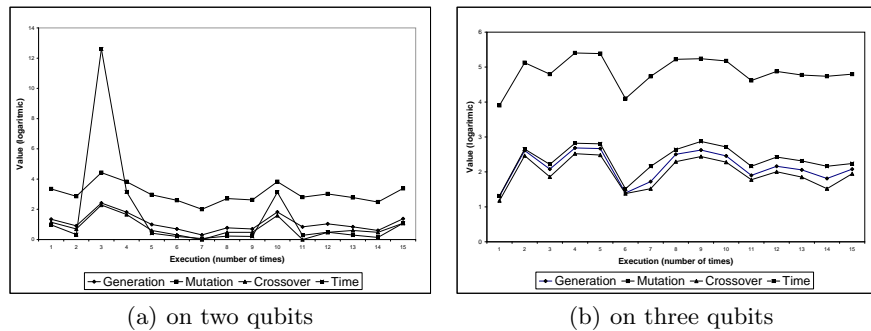 14
12
10
8
6
4
2
0
Value (logaritmic)
1 2 3 4 5 6 7 8 9 10 11 12 13 14 15
Execution (number of times)
Generation Mutation Crossover Time
(a) on two qubits
6
5
4
3
2
1
0
Value (logaritmic)
1 2 3 4 5 6 7 8 9 10 11 12 13 14 15
Execution (number of times)
Generation Mutation Crossover Time
(b) on three qubits